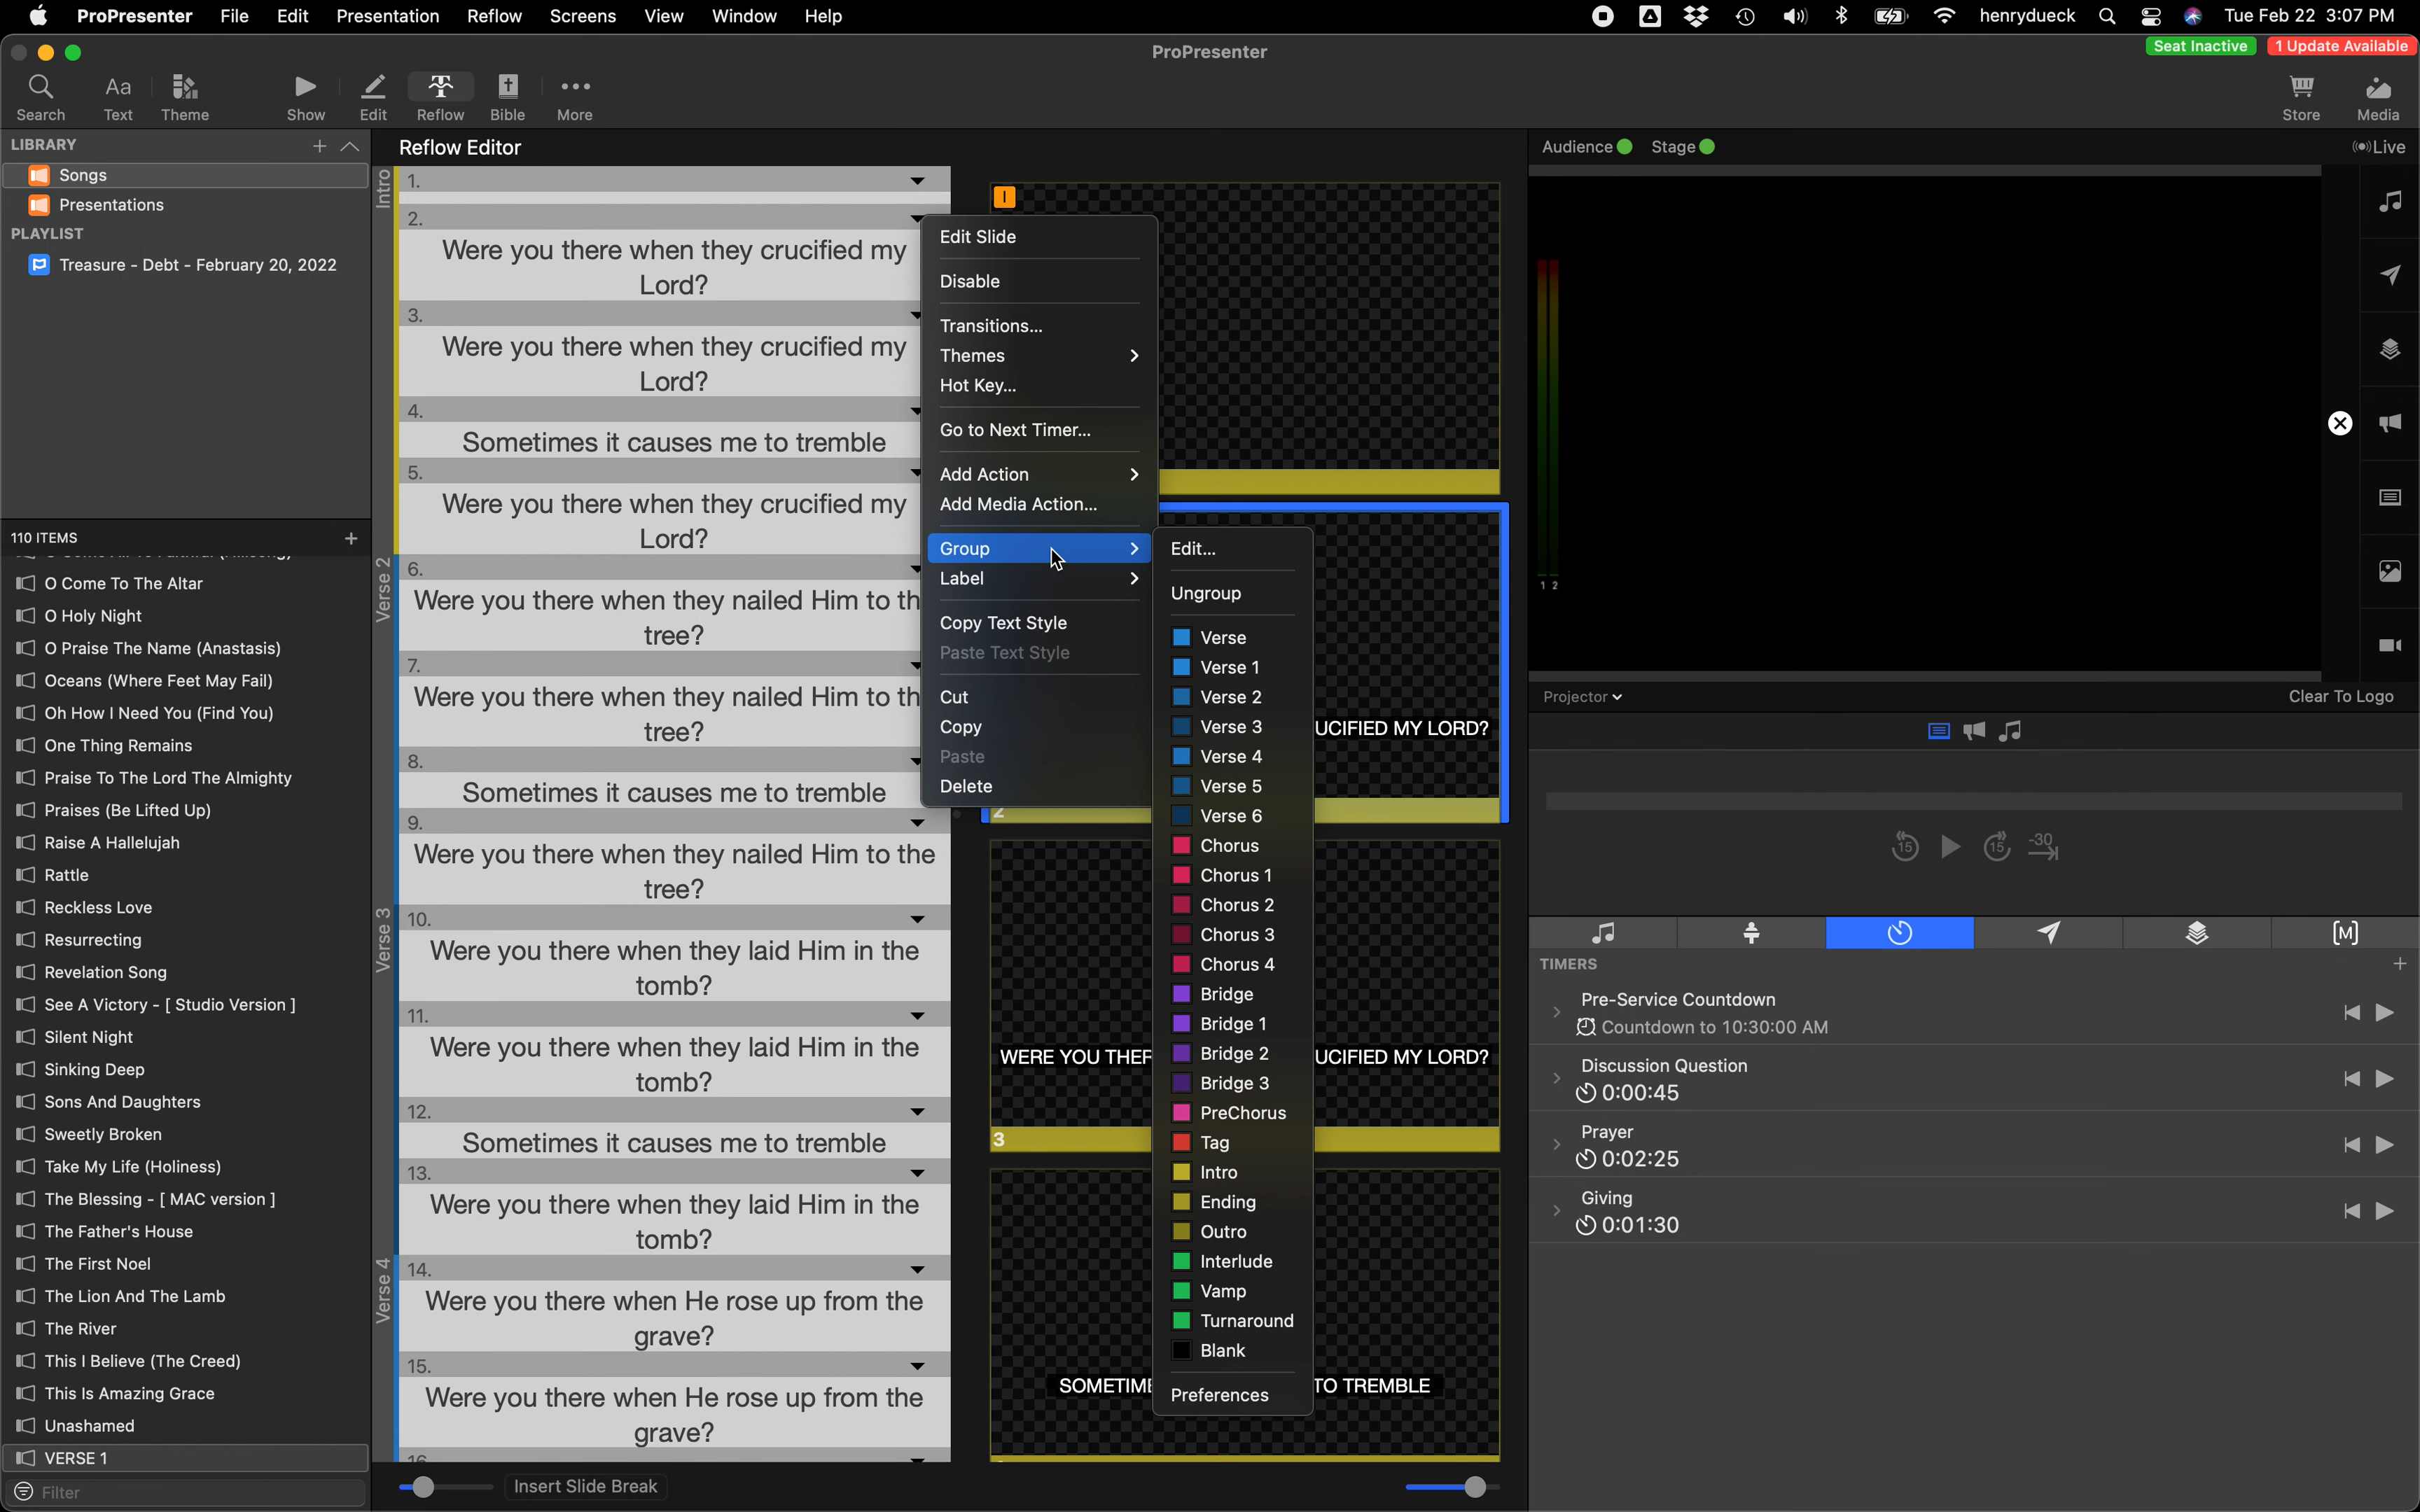 ProPresenter File Edit Presentation Reflow Screens View Window Help henrydueck Tue Feb 22 3:07 PM
ProPresenter
Seat Inactive 1 Update Available
Search Text Theme Show Edit Reflow Bible More Store Media
LIBRARY
Songs
Presentations
PLAYLIST
Treasure - Debt - February 20, 2022
110 ITEMS
O Come To The Altar
O Holy Night
O Praise The Name (Anastasis)
Oceans (Where Feet May Fail)
Oh How I Need You (Find You)
One Thing Remains
Praise To The Lord The Almighty
Praises (Be Lifted Up)
Raise A Hallelujah
Rattle
Reckless Love
Resurrecting
Revelation Song
See A Victory - [ Studio Version ]
Silent Night
Sinking Deep
Sons And Daughters
Sweetly Broken
Take My Life (Holiness)
The Blessing - [ MAC version ]
The Father's House
The First Noel
The Lion And The Lamb
The River
This I Believe (The Creed)
This Is Amazing Grace
Unashamed
VERSE 1
Filter
Reflow Editor
Intro
1.
2.
Were you there when they crucified my
Lord?
3.
Were you there when they crucified my
Lord?
4.
Sometimes it causes me to tremble
5.
Were you there when they crucified my
Lord?
Verse 2
6.
Were you there when they nailed Him to th
tree?
7.
Were you there when they nailed Him to th
tree?
8.
Sometimes it causes me to tremble
9.
Were you there when they nailed Him to the
tree?
Verse 3
10.
Were you there when they laid Him in the
tomb?
11.
Were you there when they laid Him in the
tomb?
12.
Sometimes it causes me to tremble
13.
Were you there when they laid Him in the
tomb?
Verse 4
14.
Were you there when He rose up from the
grave?
15.
Were you there when He rose up from the
grave?
Insert Slide Break
I
Edit Slide
Disable
Transitions...
Themes
Hot Key...
Go to Next Timer...
Add Action
Add Media Action...
Group
Label
Copy Text Style
Paste Text Style
Cut
Copy
Paste
Delete
Edit...
Ungroup
Verse
Verse 1
Verse 2
Verse 3
Verse 4
Verse 5
Verse 6
Chorus
Chorus 1
Chorus 2
Chorus 3
Chorus 4
Bridge
Bridge 1
Bridge 2
Bridge 3
PreChorus
Tag
Intro
Ending
Outro
Interlude
Vamp
Turnaround
Blank
Preferences
UCIFIED MY LORD?
2
WERE YOU THER UCIFIED MY LORD?
3
SOMETIME TO TREMBLE
Audience Stage Live
1 2
Projector Clear To Logo
15 15 -30
[M]
TIMERS
Pre-Service Countdown
Countdown to 10:30:00 AM
Discussion Question
0:00:45
Prayer
0:02:25
Giving
0:01:30